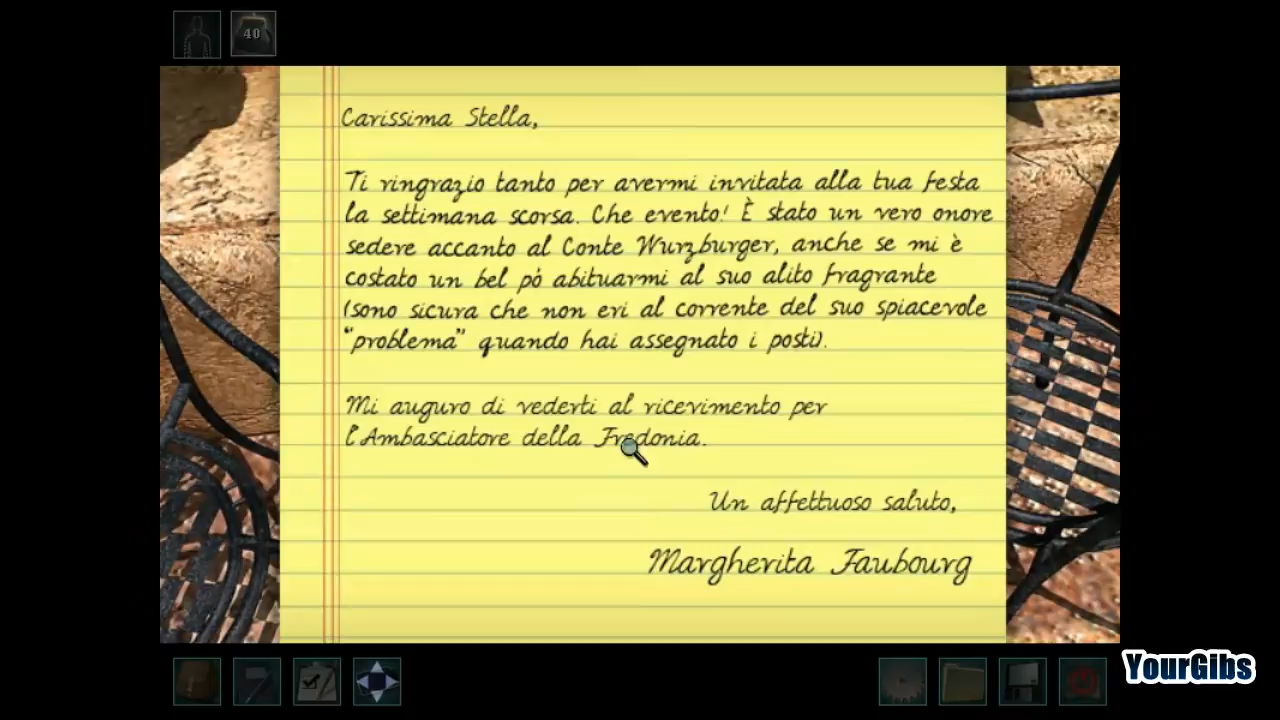 40
Carissima Stella,
Ti ringrazio tanto per avermi invitata alla tua festa
la settimana scorsa. Che evento! È stato un vero onore
sedere accanto al Conte Wurzburger, anche se mi è
costato un bel pó abituarmi al suo alito fragrante
(sono sicura che non eri al corrente del suo spiacevole
"problema" quando hai assegnato i posti).
Mi auguro di vederti al ricevimento per
l'Ambasciatore della Fredonia.
Un affettuoso saluto,
Margherita Faubourg
YourGibs